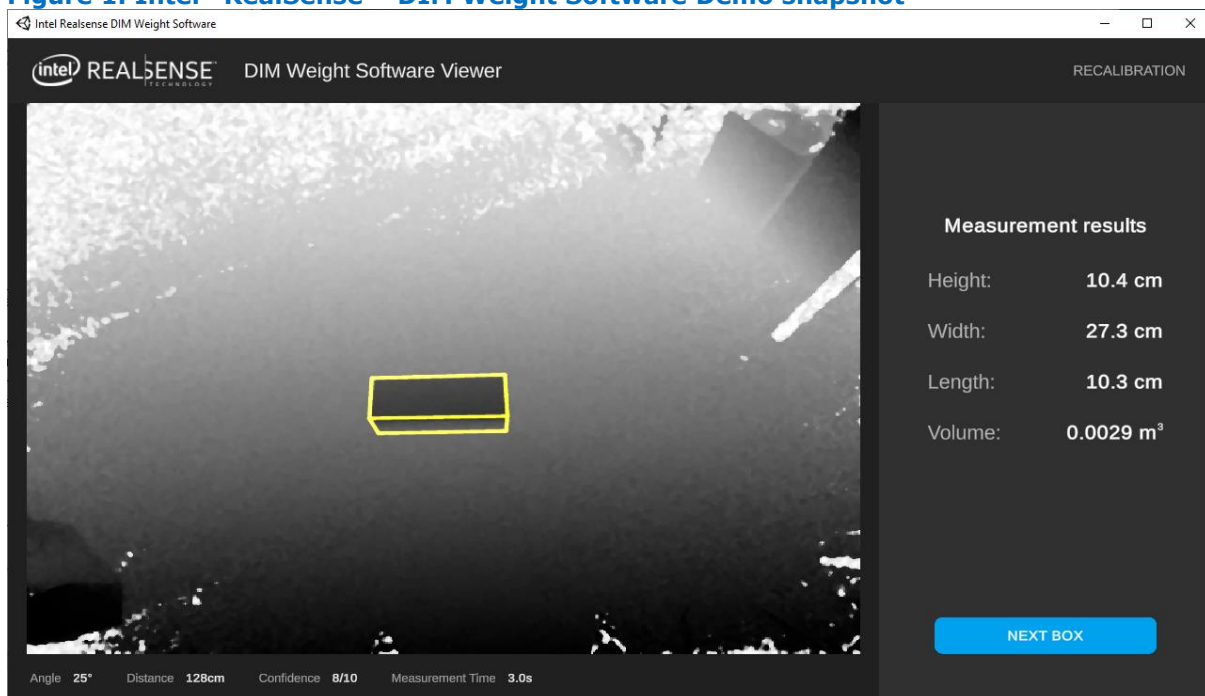 Figure 1: Intel® RealSense™ DIM Weight Software Demo snapshot
Intel Realsense DIM Weight Software
intel REALSENSE TECHNOLOGY DIM Weight Software Viewer RECALIBRATION
Measurement results
Height: 10.4 cm
Width: 27.3 cm
Length: 10.3 cm
Volume: 0.0029 m³
NEXT BOX
Angle 25° Distance 128cm Confidence 8/10 Measurement Time 3.0s